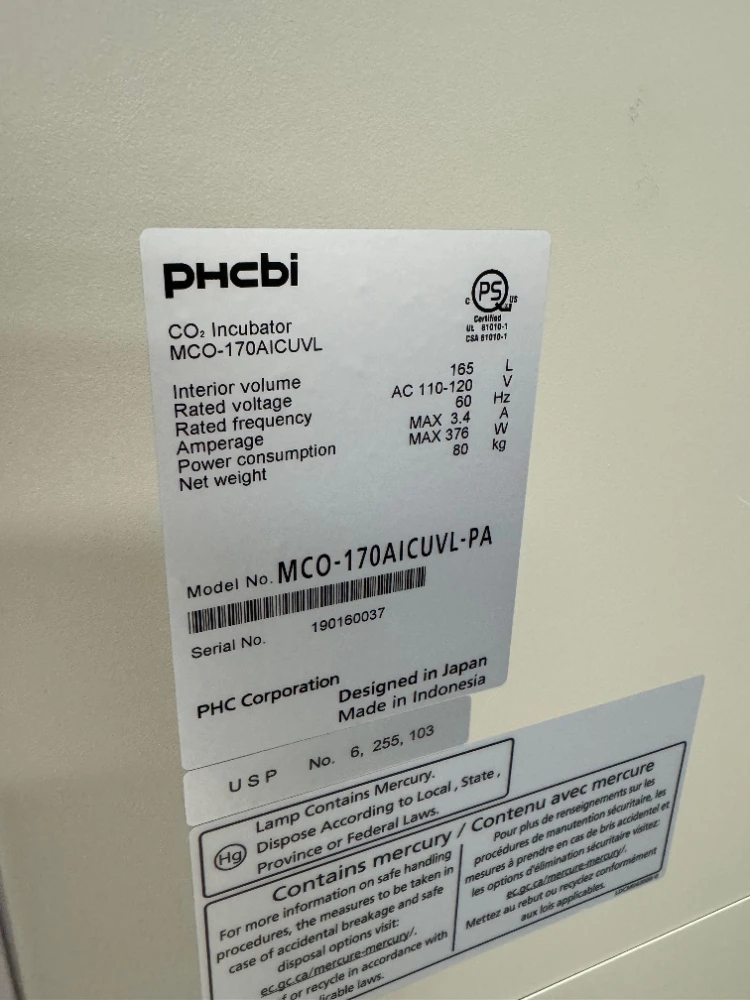 PHCbi
C PS US
Certified
UL 61010-1
CSA 61010-1
CO₂ Incubator
MCO-170AICUVL
Interior volume 165 L
Rated voltage AC 110-120 V
Rated frequency 60 Hz
Amperage MAX 3.4 A
Power consumption MAX 376 W
Net weight 80 kg
Model No. MCO-170AICUVL-PA
Serial No. 190160037
PHC Corporation
Designed in Japan
Made in Indonesia
USP No. 6, 255, 103
Hg
Lamp Contains Mercury.
Dispose According to Local, State,
Province or Federal Laws.
Contains mercury / Contenu avec mercure
For more information on safe handling
procedures, the measures to be taken in
case of accidental breakage and safe
disposal options visit:
ec.gc.ca/mercure-mercury/.
or recycle in accordance with
laws.
Pour plus de renseignements sur les
procédures de manutention sécuritaire, les
mesures à prendre en cas de bris accidentel et
les options d'élimination sécuritaire visitez:
ec.gc.ca/mercure-mercury/.
Mettez au rebut ou recyclez conformément
aux lois applicables.